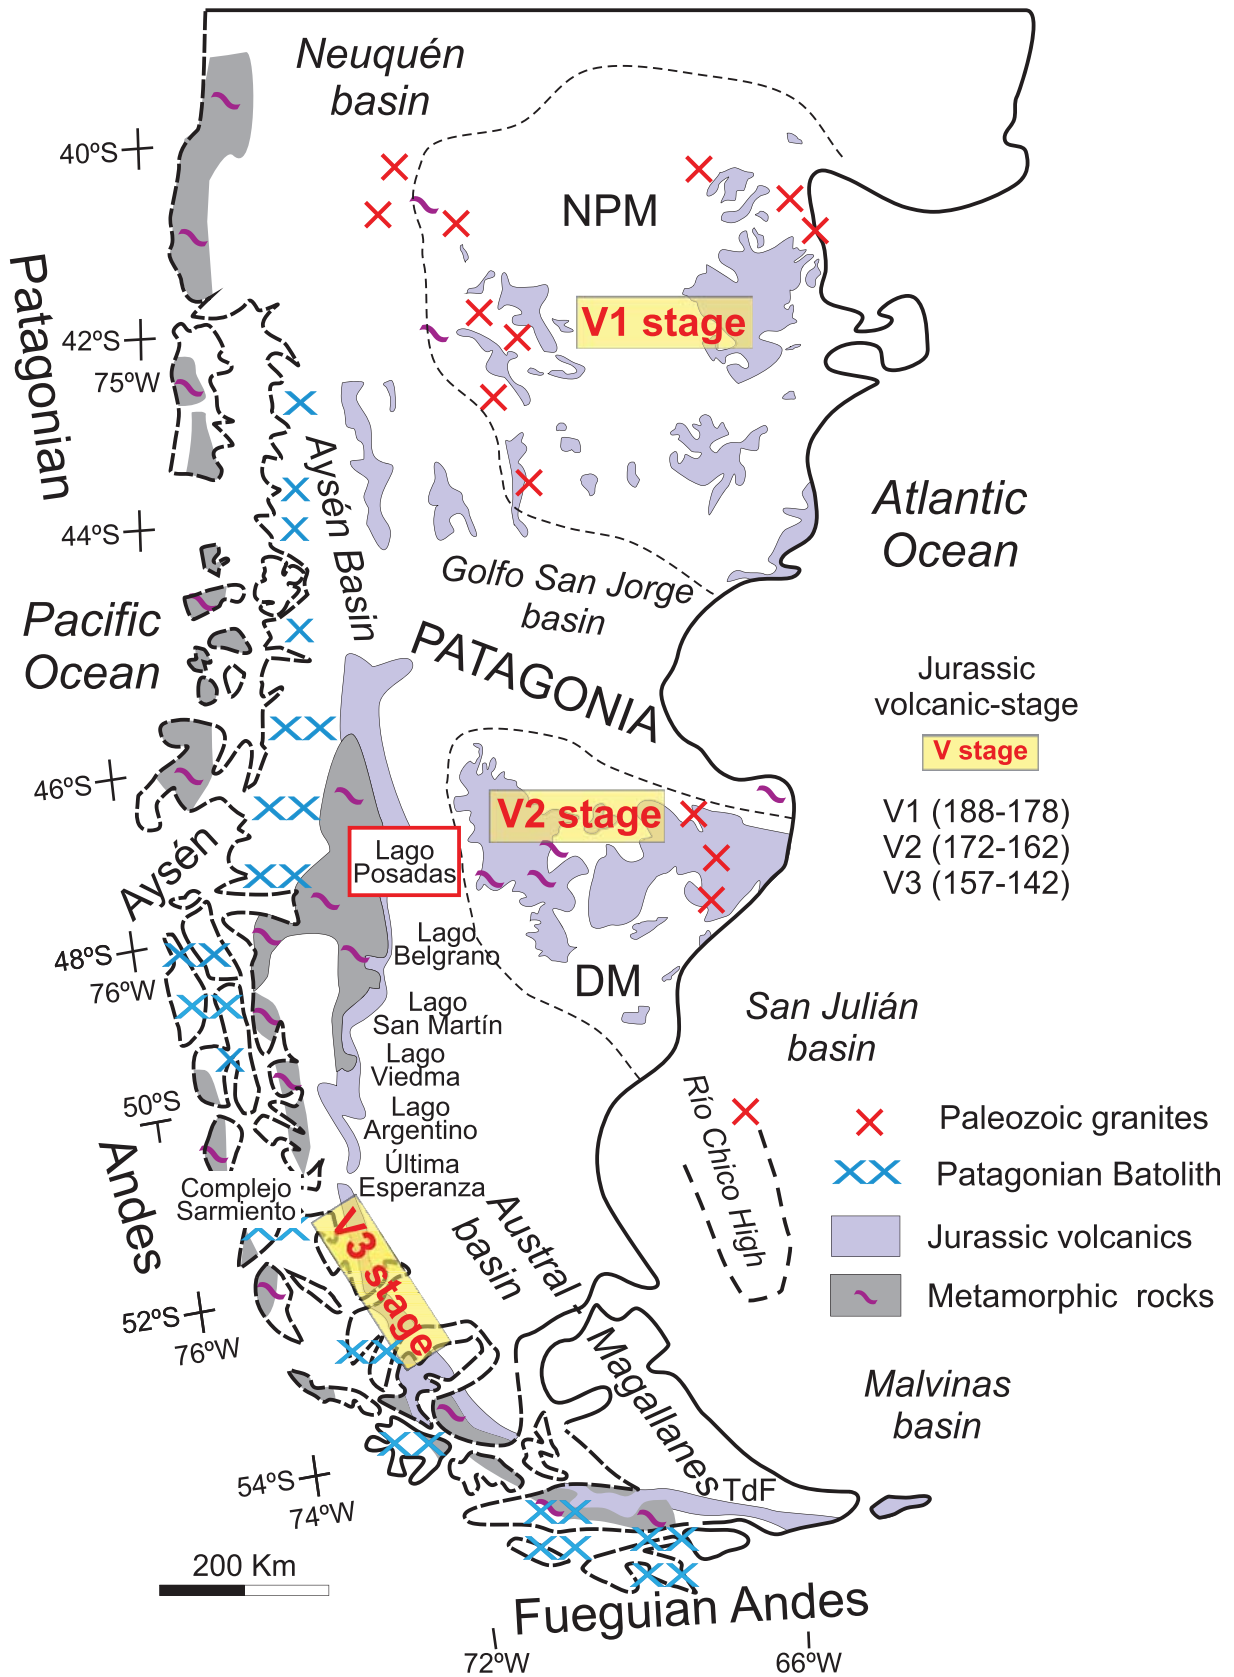 Neuquén
basin
40ºS
NPM
Patagonian
V1 stage
42ºS
75ºW
Aysén Basin
44ºS
Atlantic
Ocean
Golfo San Jorge
basin
Pacific
Ocean
PATAGONIA
Jurassic
volcanic-stage
V stage
46ºS
V2 stage
V1 (188-178)
V2 (172-162)
V3 (157-142)
Lago
Posadas
Aysén
48ºS
76ºW
Lago
Belgrano
DM
Lago
San Martín
San Julián
basin
Lago
Viedma
50ºS
Lago
Argentino
Río Chico High
Paleozoic granites
Andes
Última
Esperanza
Patagonian Batolith
Complejo
Sarmiento
Austral
basin
Jurassic volcanics
V3 stage
Metamorphic rocks
52ºS
76ºW
Magallanes
Malvinas
basin
54ºS
74ºW
TdF
200 Km
Fueguian Andes
72ºW
66ºW